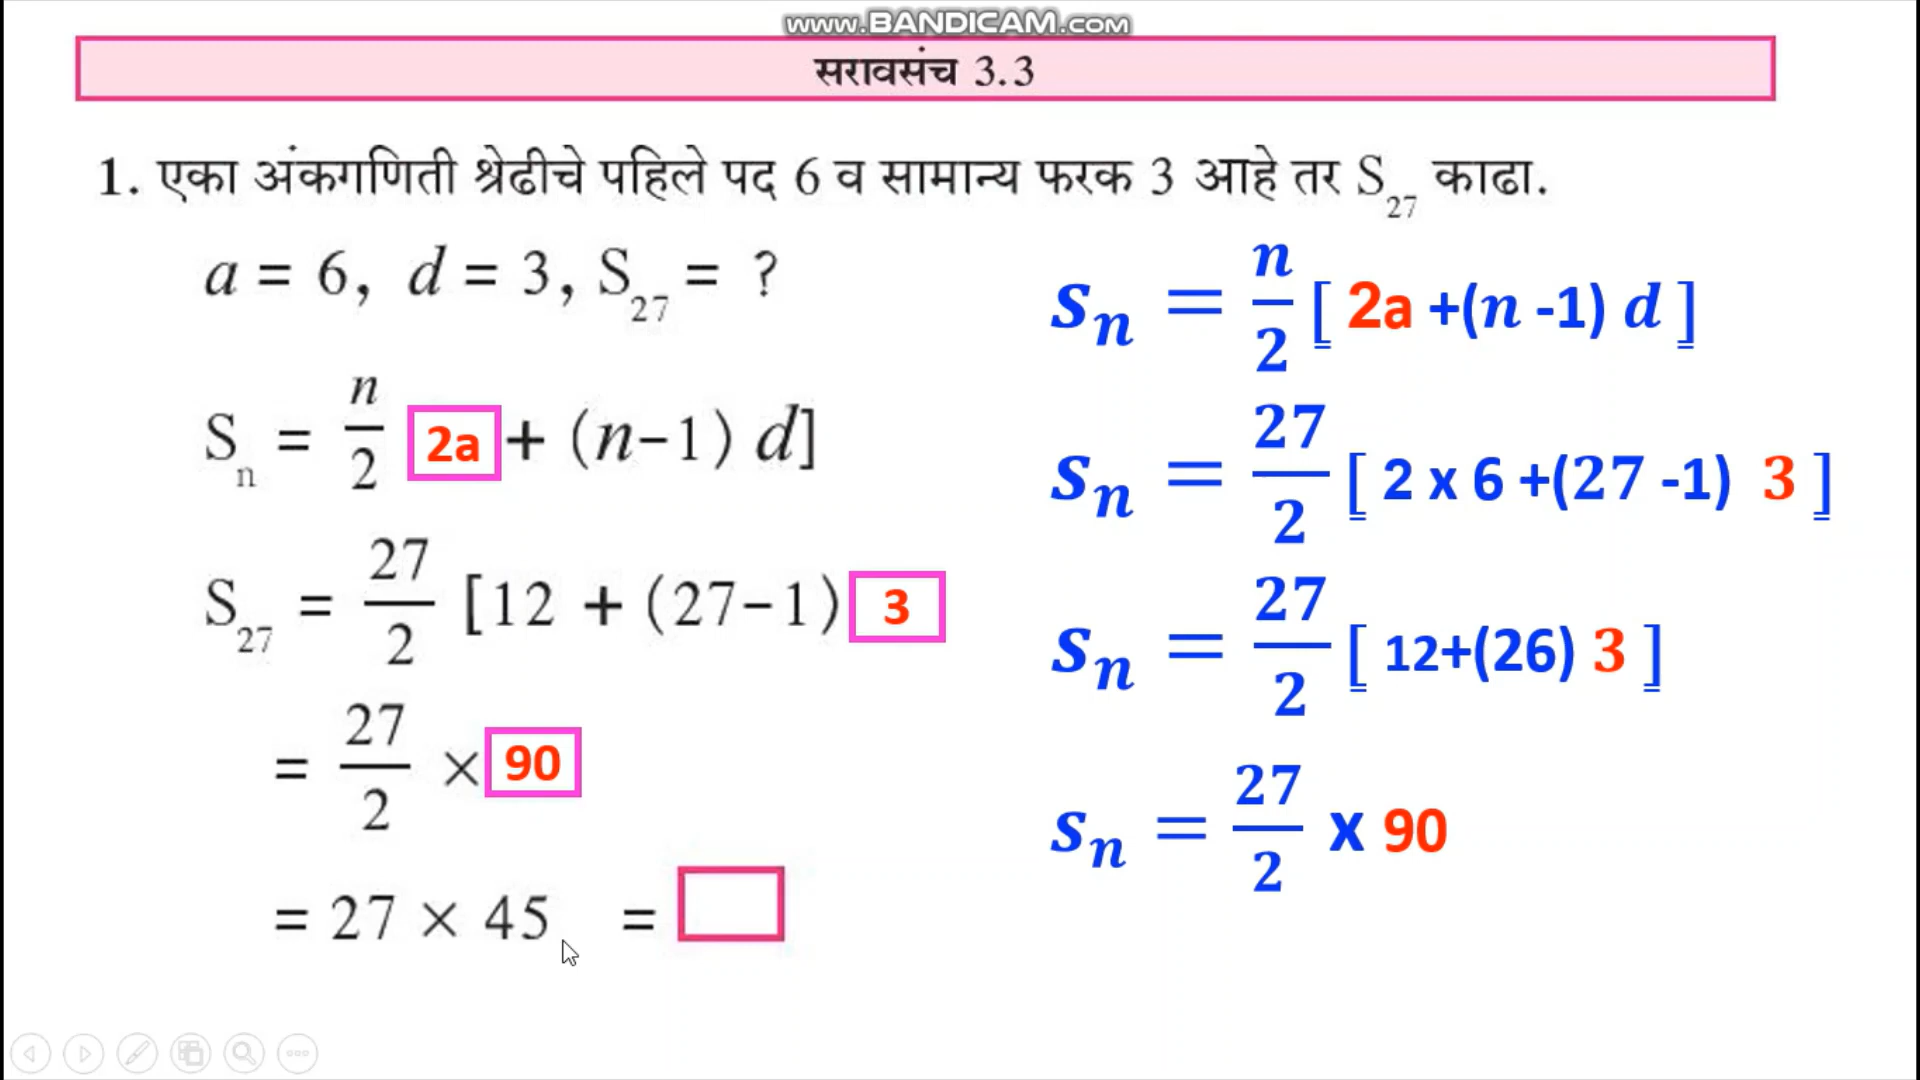 www.BANDICAM.com
सरावसंच 3.3
1. एका अंकगणिती श्रेढीचे पहिले पद 6 व सामान्य फरक 3 आहे तर S₂₇ काढा.
a = 6, d = 3, S₂₇ = ?
Sₙ = n/2 2a + (n−1) d]
S₂₇ = 27/2 [12 + (27−1) 3
= 27/2 × 90
= 27 × 45 =
sₙ = n/2 [ 2a +(n -1) d ]
sₙ = 27/2 [ 2 x 6 +(27 -1) 3 ]
sₙ = 27/2 [ 12+(26) 3 ]
sₙ = 27/2 x 90